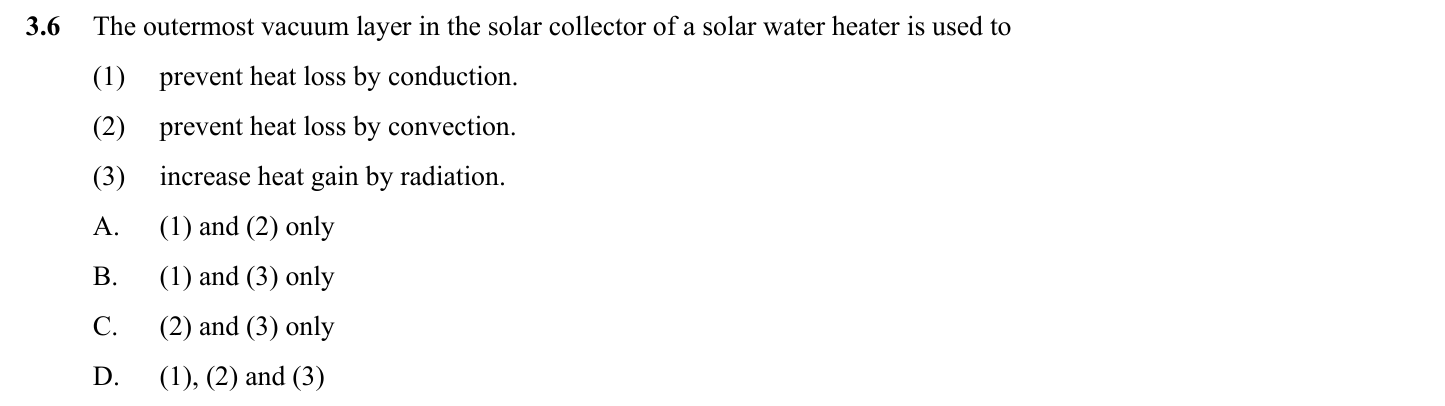 3.6 The outermost vacuum layer in the solar collector of a solar water heater is used to
(1) prevent heat loss by conduction.
(2) prevent heat loss by convection.
(3) increase heat gain by radiation.
A. (1) and (2) only
B. (1) and (3) only
C. (2) and (3) only
D. (1), (2) and (3)